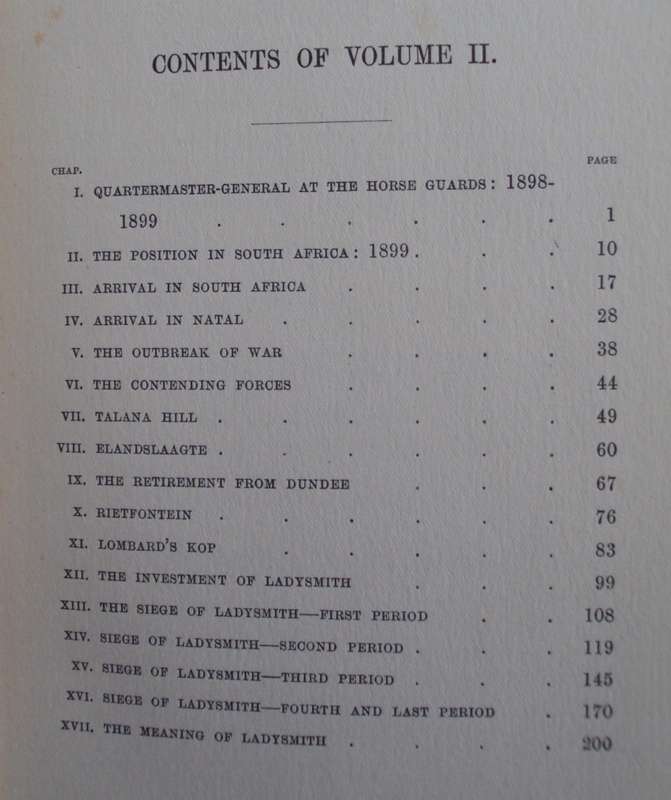 CONTENTS OF VOLUME II.
CHAP. PAGE
I. QUARTERMASTER-GENERAL AT THE HORSE GUARDS: 1898-
1899 . . . . . . 1
II. THE POSITION IN SOUTH AFRICA: 1899 . . . 10
III. ARRIVAL IN SOUTH AFRICA . . . . 17
IV. ARRIVAL IN NATAL . . . . . 28
V. THE OUTBREAK OF WAR . . . . 38
VI. THE CONTENDING FORCES . . . . 44
VII. TALANA HILL . . . . . . 49
VIII. ELANDSLAAGTE . . . . . . 60
IX. THE RETIREMENT FROM DUNDEE . . . 67
X. RIETFONTEIN . . . . . . 76
XI. LOMBARD'S KOP . . . . . 83
XII. THE INVESTMENT OF LADYSMITH . . . 99
XIII. THE SIEGE OF LADYSMITH—FIRST PERIOD . . 108
XIV. SIEGE OF LADYSMITH—SECOND PERIOD . . . 119
XV. SIEGE OF LADYSMITH—THIRD PERIOD . . . 145
XVI. SIEGE OF LADYSMITH—FOURTH AND LAST PERIOD . 170
XVII. THE MEANING OF LADYSMITH . . . . 200